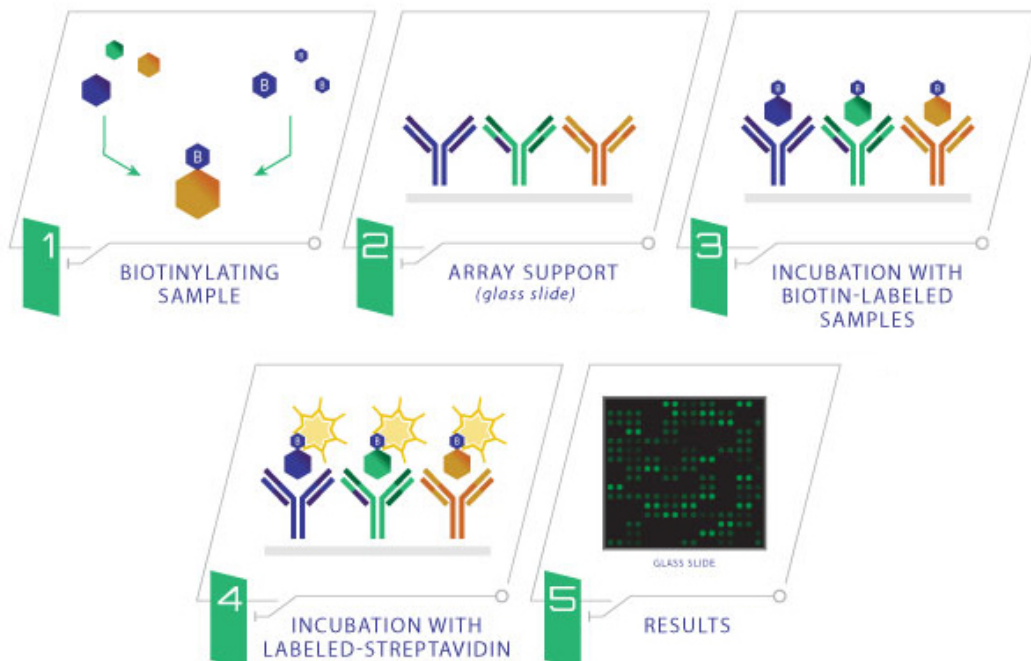 B
B
B
B
1
BIOTINYLATING
SAMPLE
2
ARRAY SUPPORT
(glass slide)
B
B
B
3
INCUBATION WITH
BIOTIN-LABELED
SAMPLES
B
B
B
4
INCUBATION WITH
LABELED-STREPTAVIDIN
GLASS SLIDE
5
RESULTS